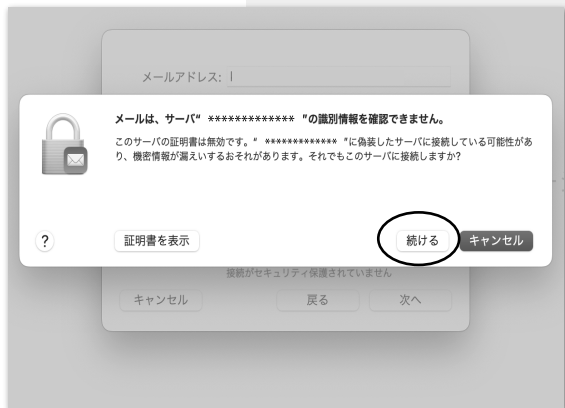 メールアドレス:
メールは、サーバ“ ************* ”の識別情報を確認できません。
このサーバの証明書は無効です。“ ************* ”に偽装したサーバに接続している可能性があ
り、機密情報が漏えいするおそれがあります。それでもこのサーバに接続しますか?
?
証明書を表示
続ける
キャンセル
接続がセキュリティ保護されていません
キャンセル
戻る
次へ